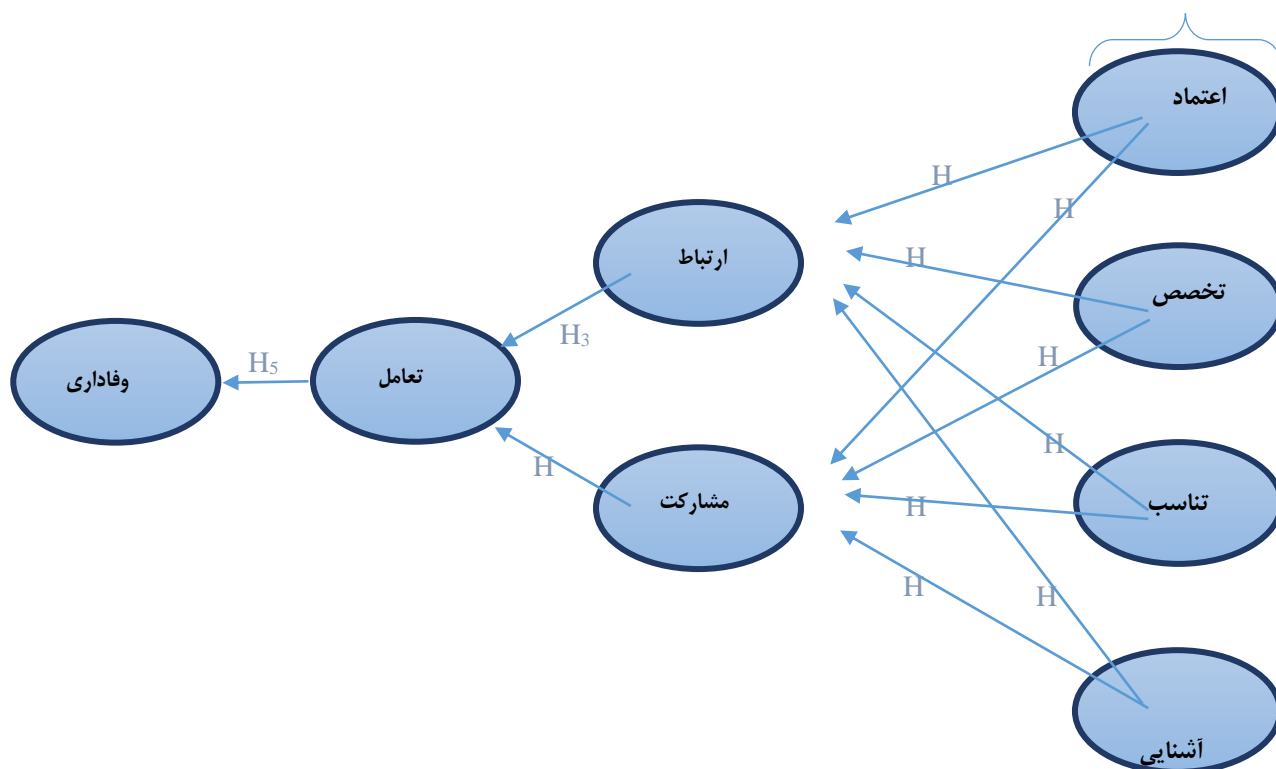 اعتماد
H
H
ارتباط
تخصص
H
H₃
H
وفاداری
H₅
تعامل
H
H
مشارکت
H
تناسب
H
H
آشنایی